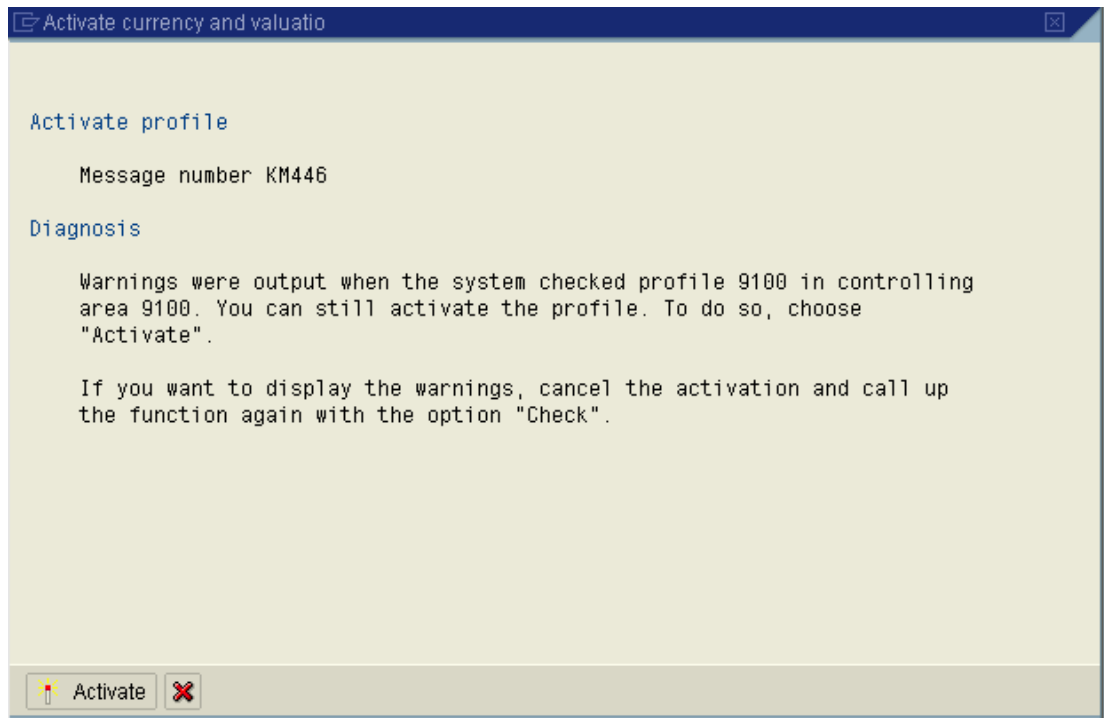 Activate currency and valuatio
Activate profile
Message number KM446
Diagnosis
Warnings were output when the system checked profile 9100 in controlling
area 9100. You can still activate the profile. To do so, choose
"Activate".
If you want to display the warnings, cancel the activation and call up
the function again with the option "Check".
Activate